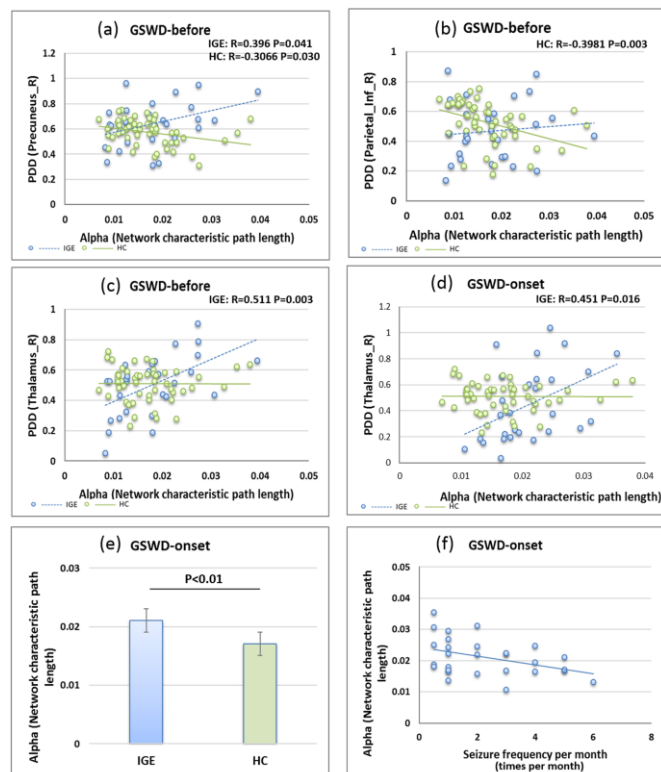 (a) GSWD-before
IGE: R=0.396 P=0.041
HC: R=-0.3066 P=0.030
PDD (Precuneus_R)
1.2
1
0.8
0.6
0.4
0.2
0
0 0.01 0.02 0.03 0.04 0.05
Alpha (Network characteristic path length)
IGE HC
(b) GSWD-before
HC: R=-0.3981 P=0.003
PDD (Parietal_Inf_R)
1
0.8
0.6
0.4
0.2
0
0 0.01 0.02 0.03 0.04 0.05
Alpha (Network characteristic path length)
IGE HC
(c) GSWD-before
IGE: R=0.511 P=0.003
PDD (Thalamus_R)
1
0.8
0.6
0.4
0.2
0
0 0.01 0.02 0.03 0.04 0.05
Alpha (Network characteristic path length)
IGE HC
(d) GSWD-onset
IGE: R=0.451 P=0.016
PDD (Thalamus_R)
1.2
1
0.8
0.6
0.4
0.2
0
0 0.01 0.02 0.03 0.04
Alpha (Network characteristic path length)
IGE HC
(e) GSWD-onset
P<0.01
Alpha (Network characteristic path
length)
0.03
0.02
0.01
0
IGE HC
(f) GSWD-onset
Alpha (Network characteristic path
length)
0.05
0.04
0.03
0.02
0.01
0
0 2 4 6 8
Seizure frequency per month
(times per month)